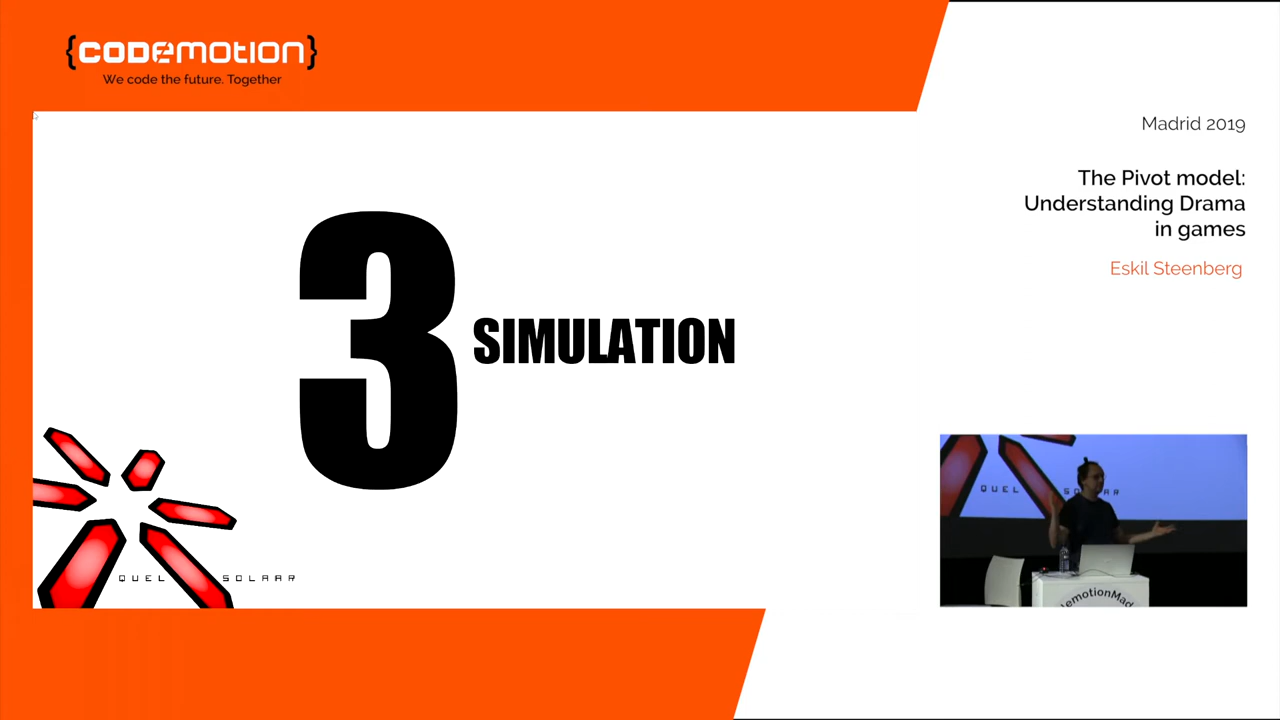 {CODEMOTION}
We code the future. Together
Madrid 2019
The Pivot model:
Understanding Drama
in games
Eskil Steenberg
3 SIMULATION
QUEL SOLAAR
QUEL SOLAAR
lemotionMad